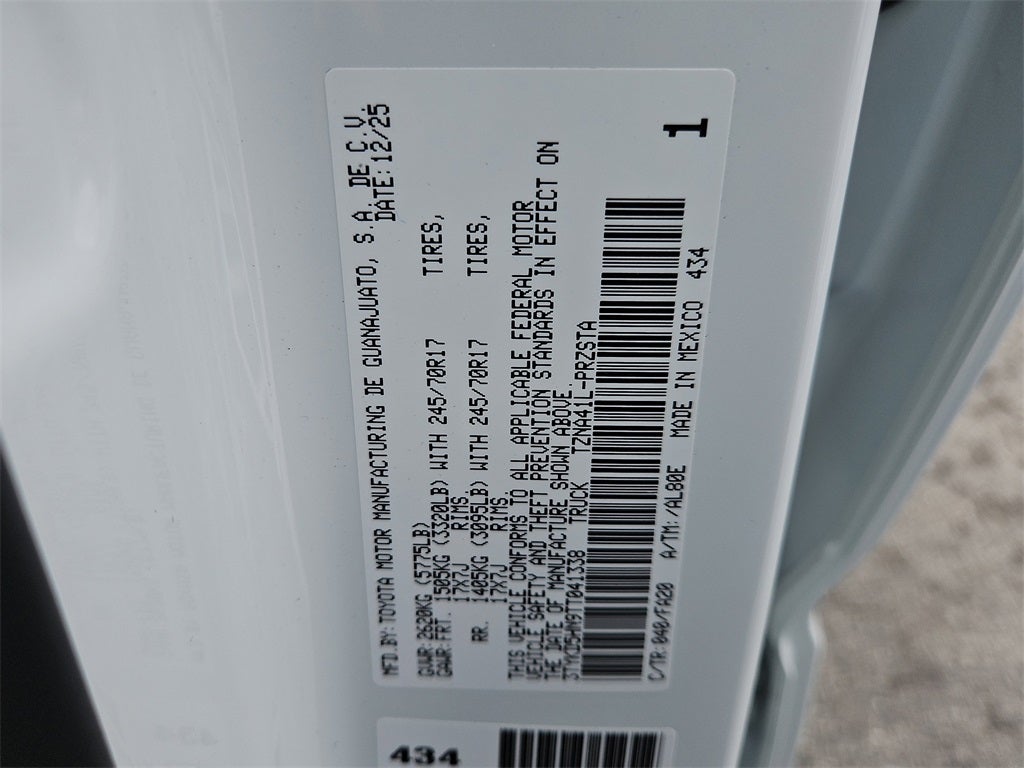 MFD.BY:TOYOTA MOTOR MANUFACTURING DE GUANAJUATO, S.A. DE C.V.
DATE:12/25
GVWR:2620KG (5775LB)
GAWR:FRT. 1505KG (3320LB) WITH 245/70R17 TIRES,
17X7J RIMS.
RR. 1405KG (3095LB) WITH 245/70R17 TIRES,
17X7J RIMS.
THIS VEHICLE CONFORMS TO ALL APPLICABLE FEDERAL MOTOR
VEHICLE SAFETY AND THEFT PREVENTION STANDARDS IN EFFECT ON
THE DATE OF MANUFACTURE SHOWN ABOVE.
3TYKD5HN9TT041338 TRUCK TZNA41L-PRZSTA
C/TR:040/FA20 A/TM:/AL80E MADE IN MEXICO 434
1
434